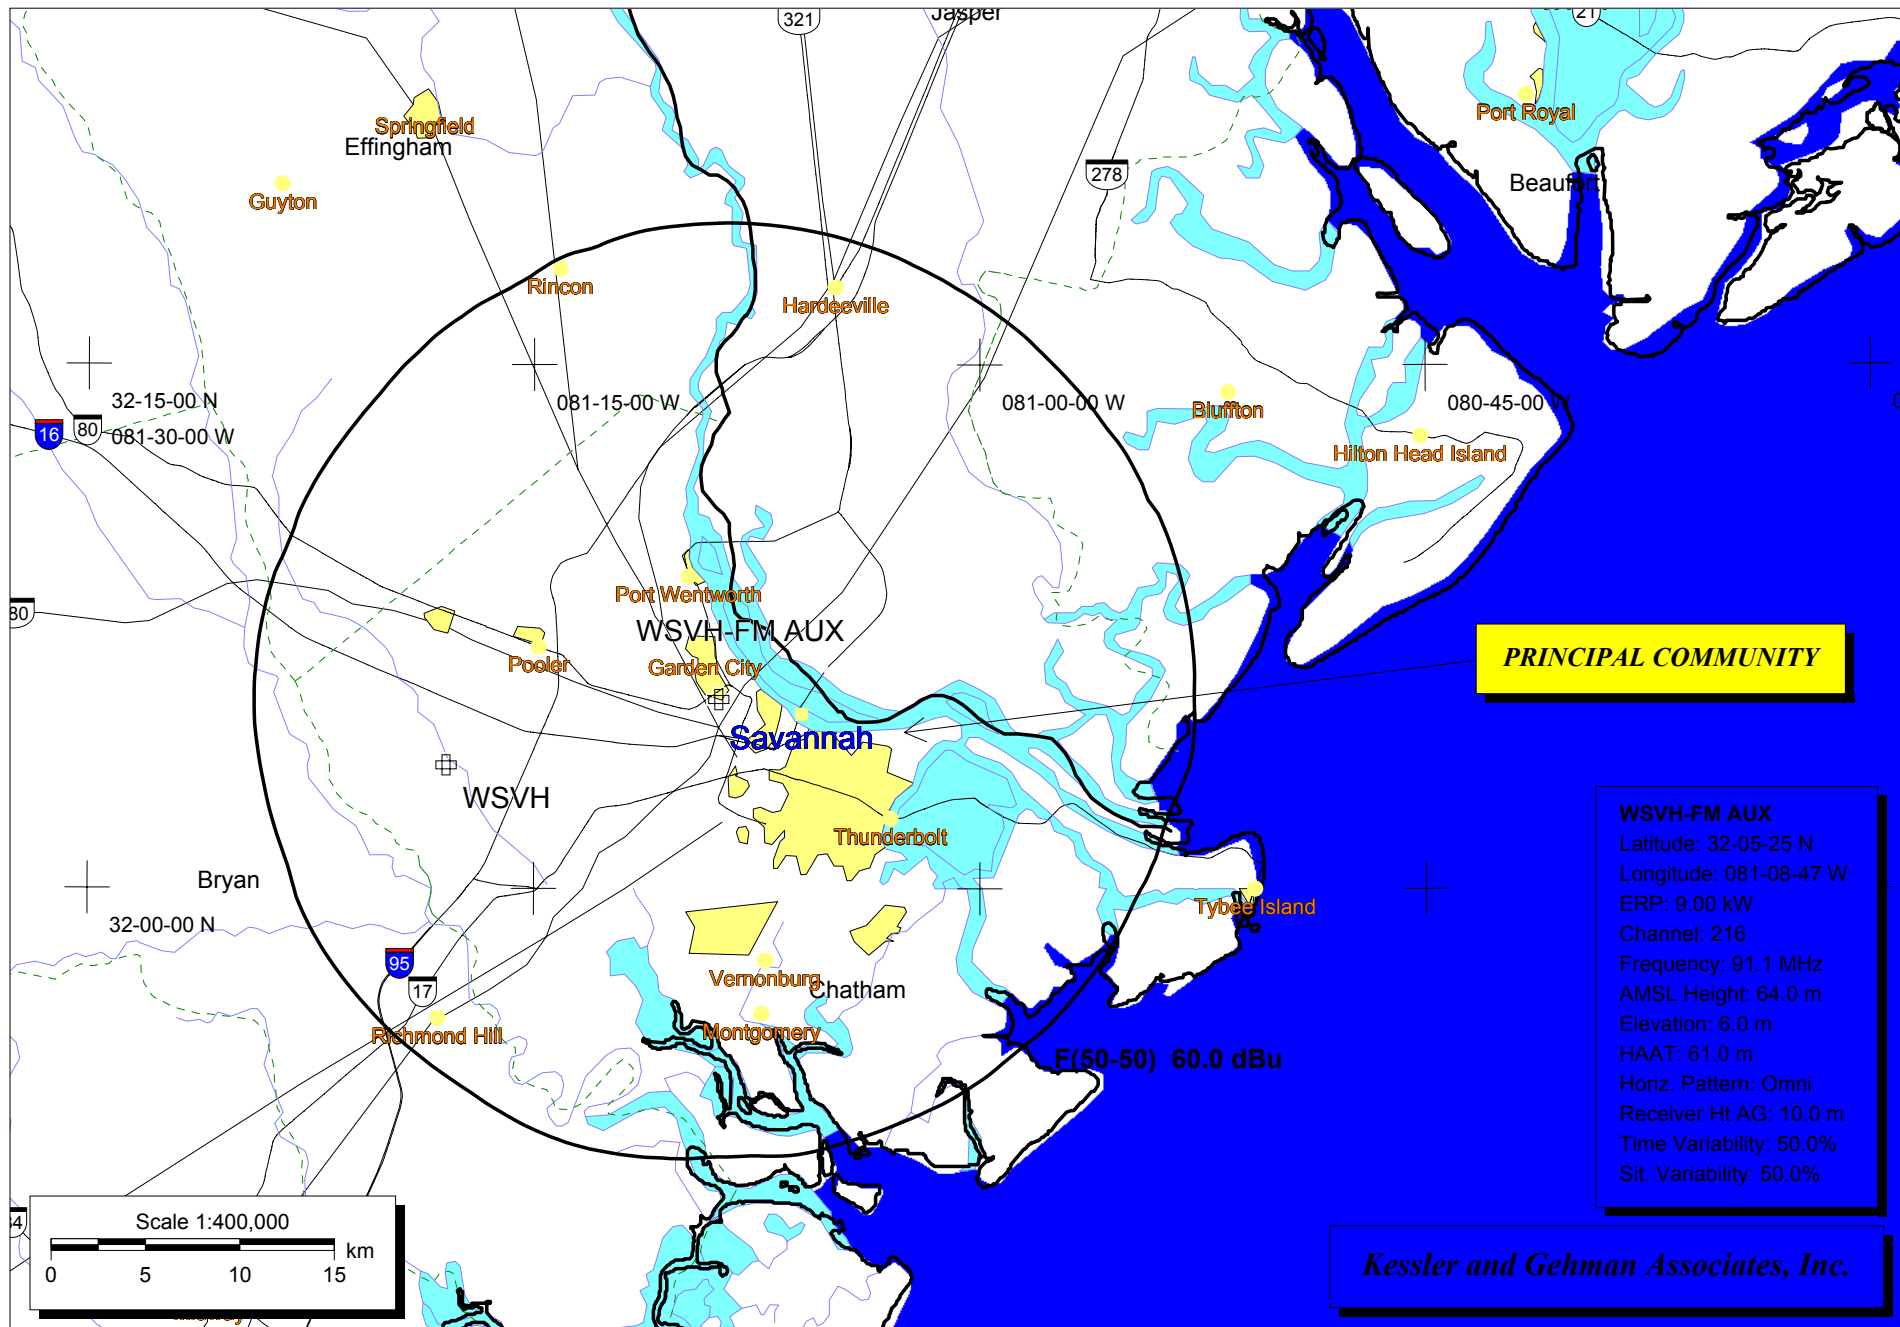 321
Jasper
21
Springfield
Effingham
Port Royal
278
Beaufort
Guyton
Rincon
Hardeeville
32-15-00 N
081-15-00 W
081-00-00 W
Bluffton
080-45-00 W
16
80
081-30-00 W
Hilton Head Island
80
Port Wentworth
WSVH-FM AUX
Pooler
Garden City
PRINCIPAL COMMUNITY
Savannah
WSVH
Thunderbolt
WSVH-FM AUX
Latitude: 32-05-25 N
Longitude: 081-08-47 W
ERP: 9.00 kW
Channel: 216
Frequency: 91.1 MHz
AMSL Height: 64.0 m
Elevation: 6.0 m
HAAT: 61.0 m
Horiz. Pattern: Omni
Receiver Ht AG: 10.0 m
Time Variability: 50.0%
Sit. Variability: 50.0%
Bryan
32-00-00 N
Tybee Island
95
17
Vernonburg
Chatham
Richmond Hill
Montgomery
F(50-50) 60.0 dBu
Scale 1:400,000
km
0 5 10 15
Kessler and Gehman Associates, Inc.